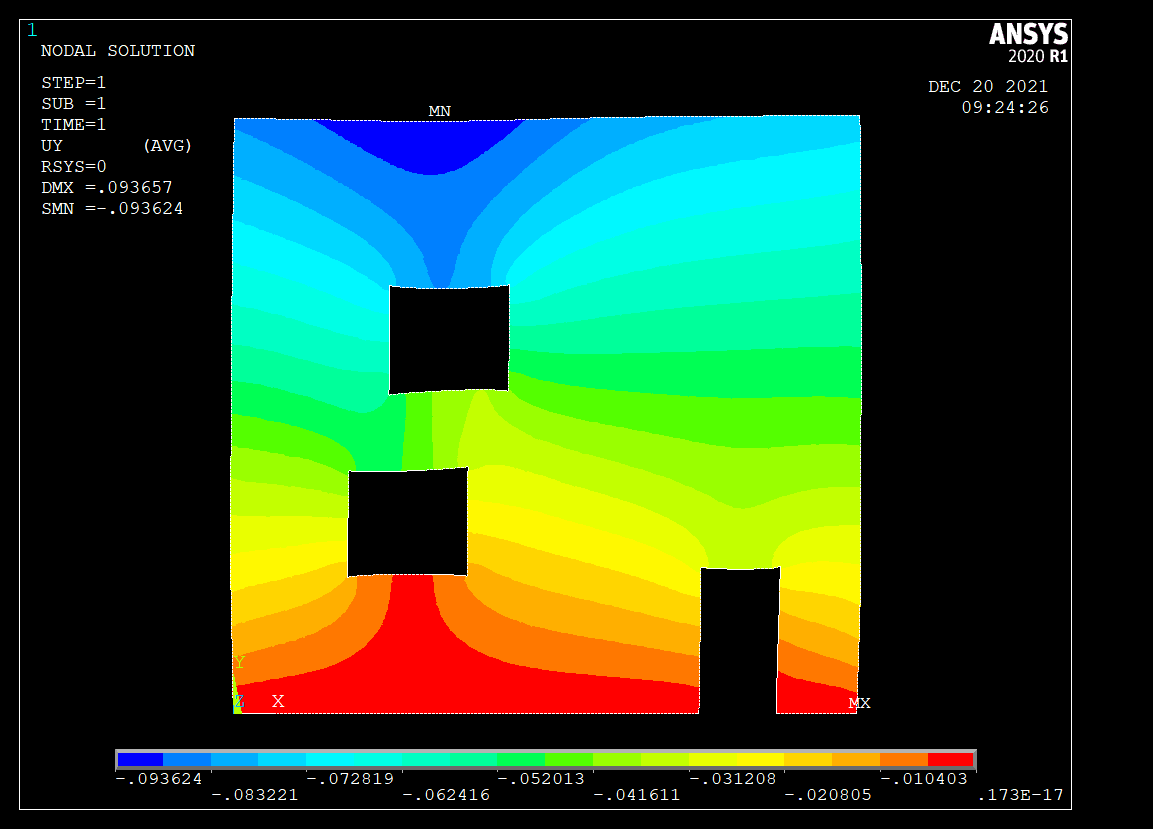 1
ANSYS
2020 R1
NODAL SOLUTION
STEP=1
SUB =1
TIME=1
UY (AVG)
RSYS=0
DMX =.093657
SMN =-.093624
DEC 20 2021
09:24:26
MN
Y
Z X
MX
-.093624 -.072819 -.052013 -.031208 -.010403
-.083221 -.062416 -.041611 -.020805 .173E-17